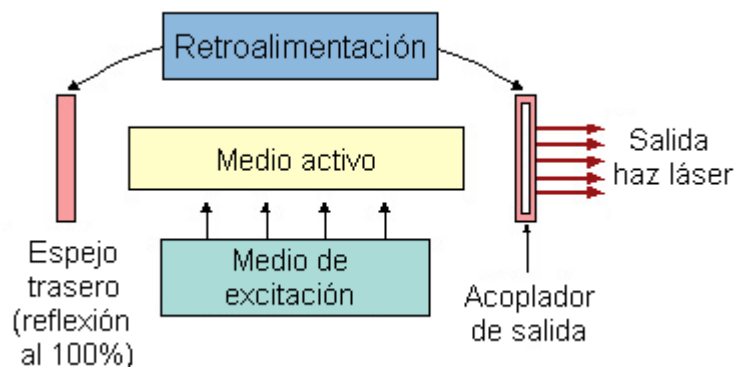 Retroalimentación
Medio activo
Salida
haz láser
Espejo
trasero
(reflexión
al 100%)
Medio de
excitación
Acoplador
de salida